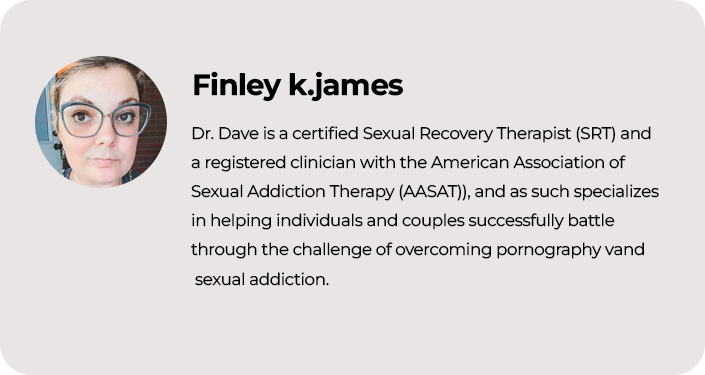 Finley k.james
Dr. Dave is a certified Sexual Recovery Therapist (SRT) and
a registered clinician with the American Association of
Sexual Addiction Therapy (AASAT)), and as such specializes
in helping individuals and couples successfully battle
through the challenge of overcoming pornography vand
sexual addiction.